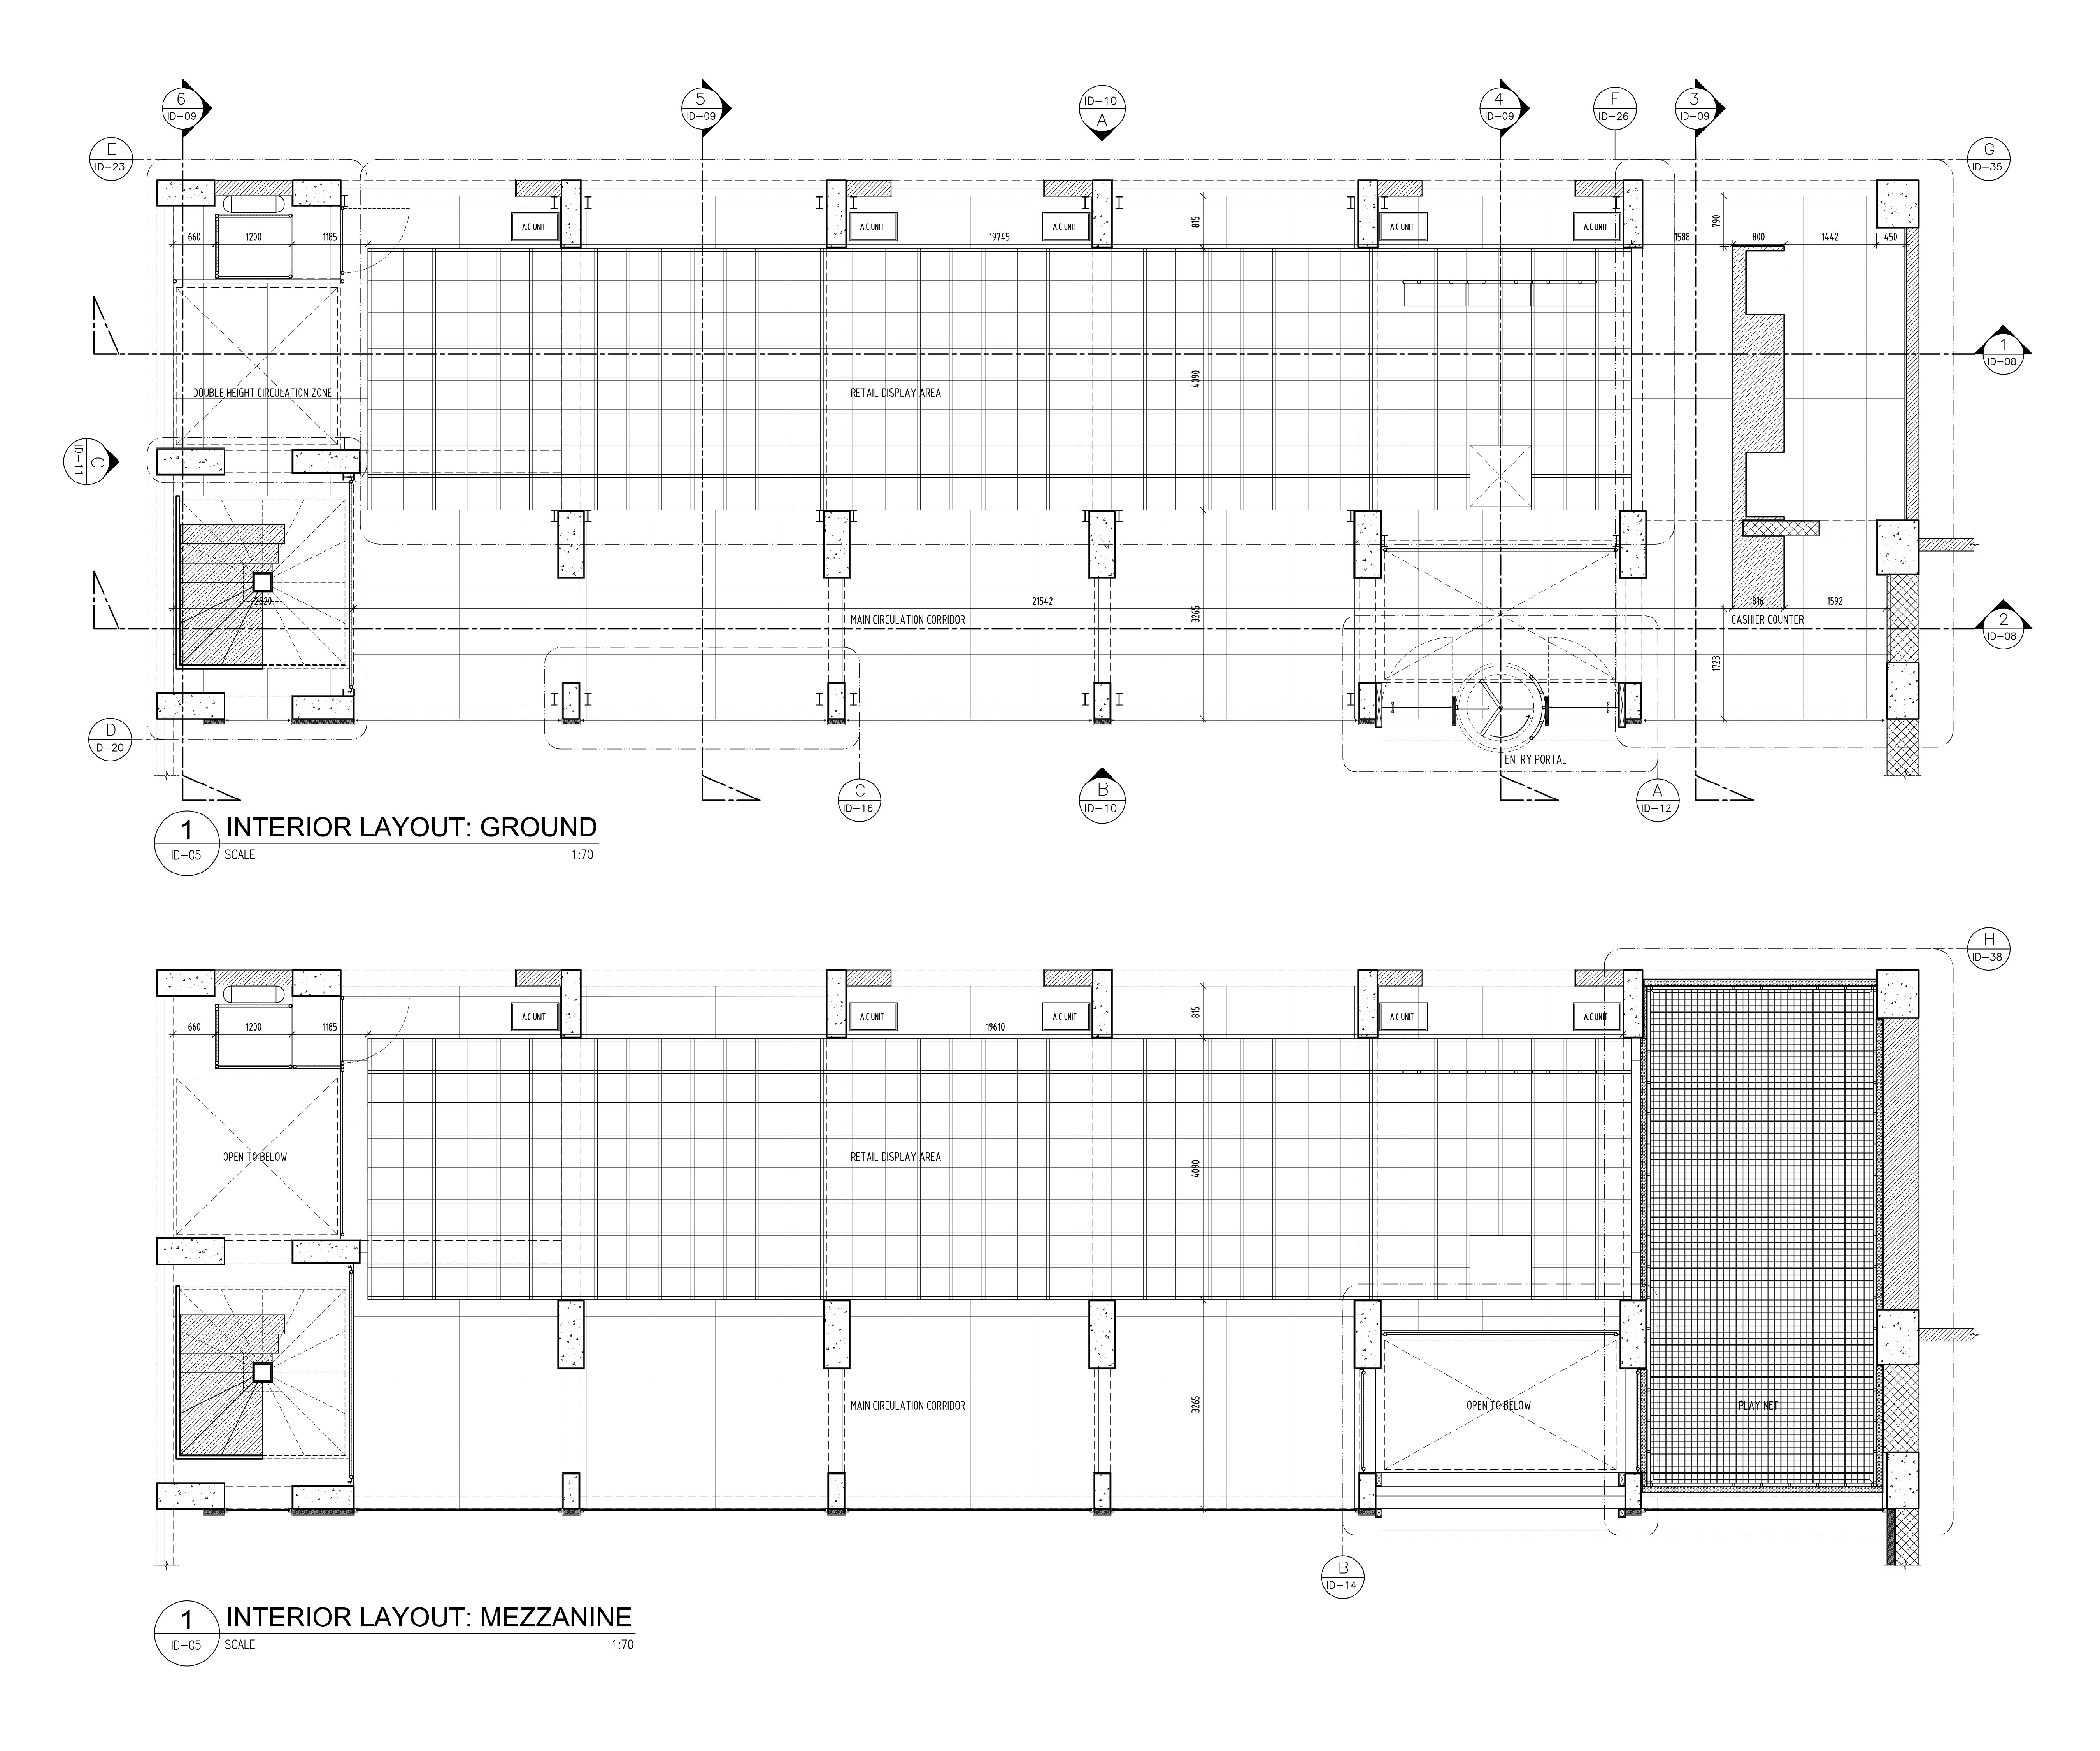 6
ID-09
5
ID-09
ID-10
A
4
ID-09
F
ID-26
3
ID-09
E
ID-23
G
ID-35
660
1200
1185
A.C UNIT
A.C UNIT
19745
A.C UNIT
815
A.C UNIT
A.C UNIT
1588
790
800
1442
450
1
ID-08
DOUBLE HEIGHT CIRCULATION ZONE
RETAIL DISPLAY AREA
4090
C
ID-11
2820
21542
816
1592
MAIN CIRCULATION CORRIDOR
3265
CASHIER COUNTER
2
ID-08
1723
D
ID-20
ENTRY PORTAL
C
ID-16
B
ID-10
A
ID-12
1
ID-05
INTERIOR LAYOUT: GROUND
SCALE
1:70
H
ID-38
660
1200
1185
A.C UNIT
A.C UNIT
19610
A.C UNIT
815
A.C UNIT
A.C UNIT
OPEN TO BELOW
RETAIL DISPLAY AREA
4090
MAIN CIRCULATION CORRIDOR
3265
OPEN TO BELOW
PLAY NET
B
ID-14
1
ID-05
INTERIOR LAYOUT: MEZZANINE
SCALE
1:70